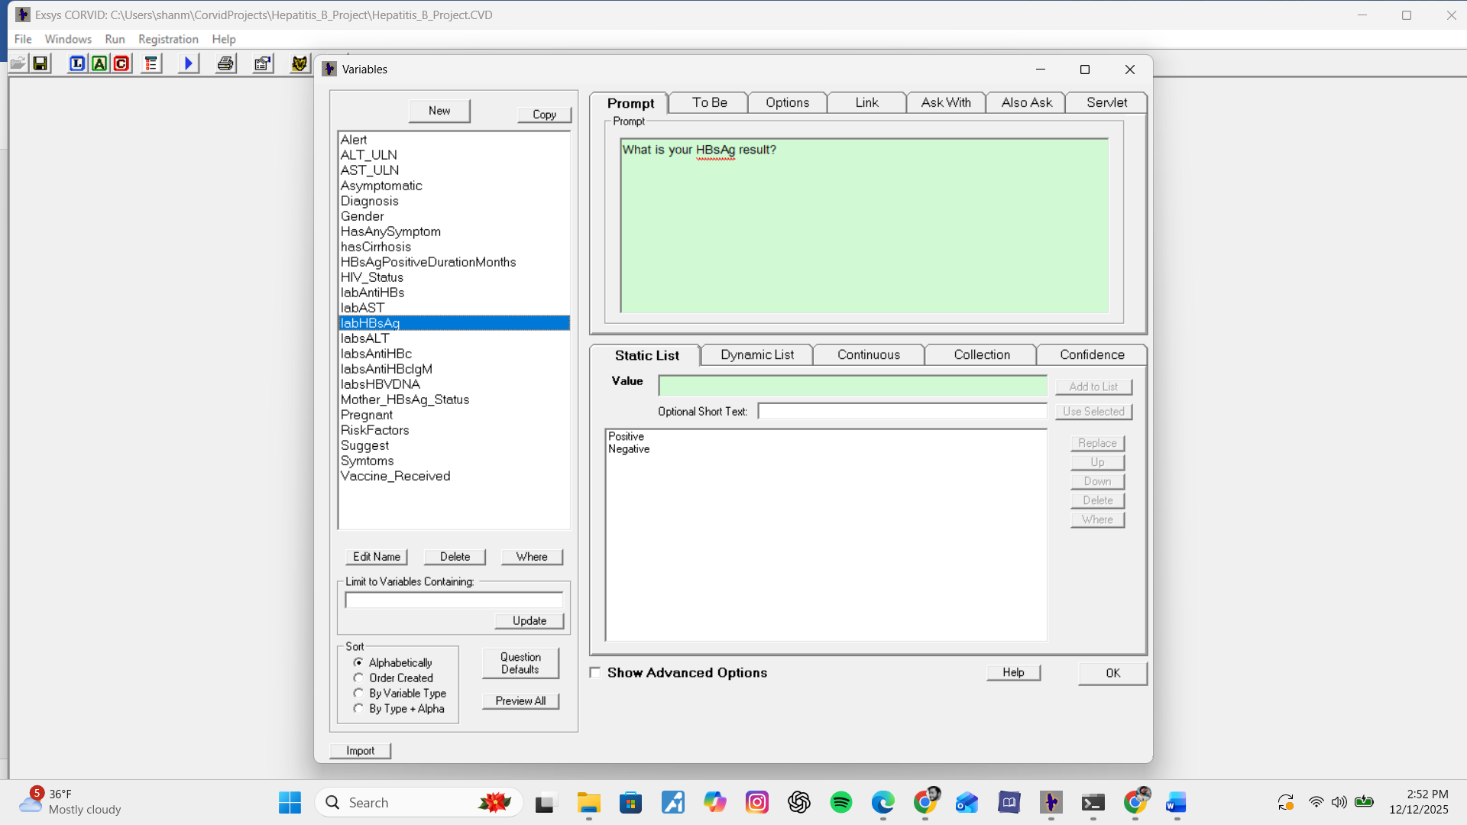 Exsys CORVID: C:\Users\shanm\CorvidProjects\Hepatitis_B_Project\Hepatitis_B_Project.CVD
File Windows Run Registration Help
L A C
Variables
New
Copy
Alert
ALT_ULN
AST_ULN
Asymptomatic
Diagnosis
Gender
HasAnySymptom
hasCirrhosis
HBsAgPositiveDurationMonths
HIV_Status
labAntiHBs
labAST
labHBsAg
labsALT
labsAntiHBc
labsAntiHBcIgM
labsHBVDNA
Mother_HBsAg_Status
Pregnant
RiskFactors
Suggest
Symtoms
Vaccine_Received
Edit Name Delete Where
Limit to Variables Containing:
Update
Sort
Alphabetically
Order Created
By Variable Type
By Type + Alpha
Question
Defaults
Preview All
Import
Prompt To Be Options Link Ask With Also Ask Servlet
Prompt
What is your HBsAg result?
Static List Dynamic List Continuous Collection Confidence
Value
Add to List
Optional Short Text:
Use Selected
Positive
Negative
Replace
Up
Down
Delete
Where
Show Advanced Options
Help
OK
5
36°F
Mostly cloudy
Search
2:52 PM
12/12/2025